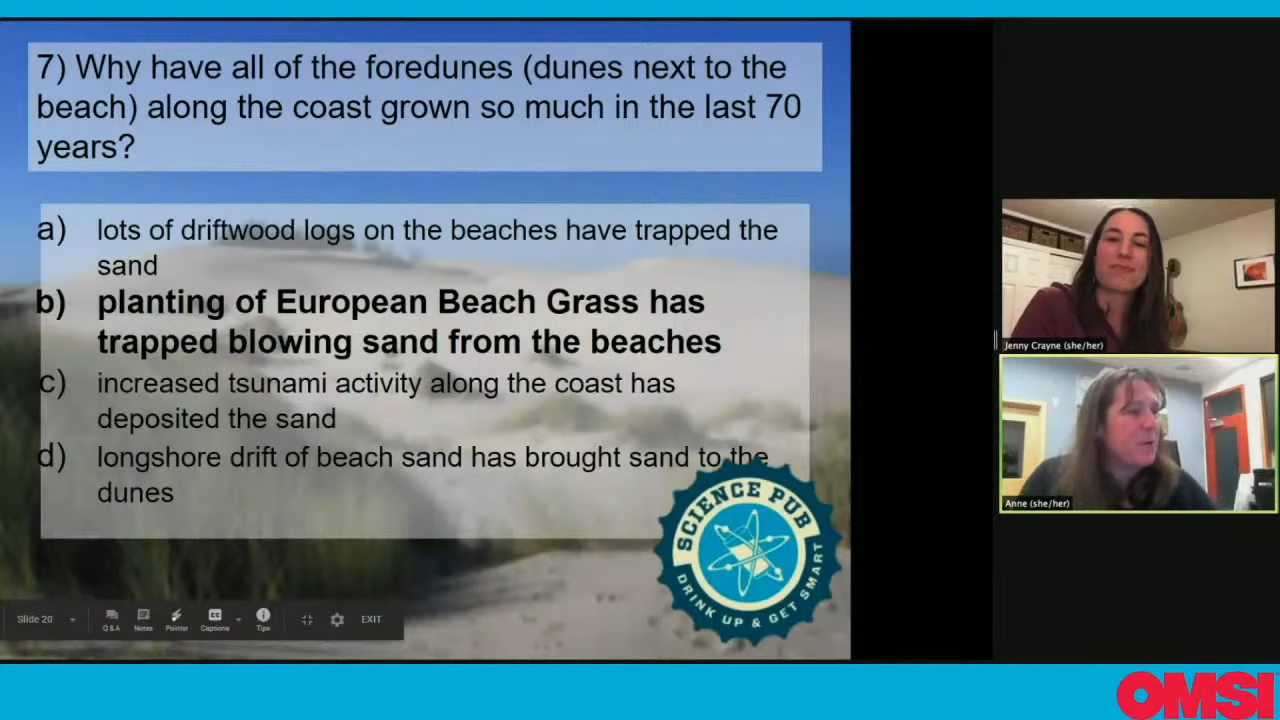 7) Why have all of the foredunes (dunes next to the
beach) along the coast grown so much in the last 70
years?
a) lots of driftwood logs on the beaches have trapped the
sand
b) planting of European Beach Grass has
trapped blowing sand from the beaches
c) increased tsunami activity along the coast has
deposited the sand
d) longshore drift of beach sand has brought sand to the
dunes
SCIENCE PUB
DRINK UP & GET SMART
Slide 20
Q&A
Notes
Pointer
CC
Captions
Tips
EXIT
Jenny Crayne (she/her)
Anne (she/her)
OMSI